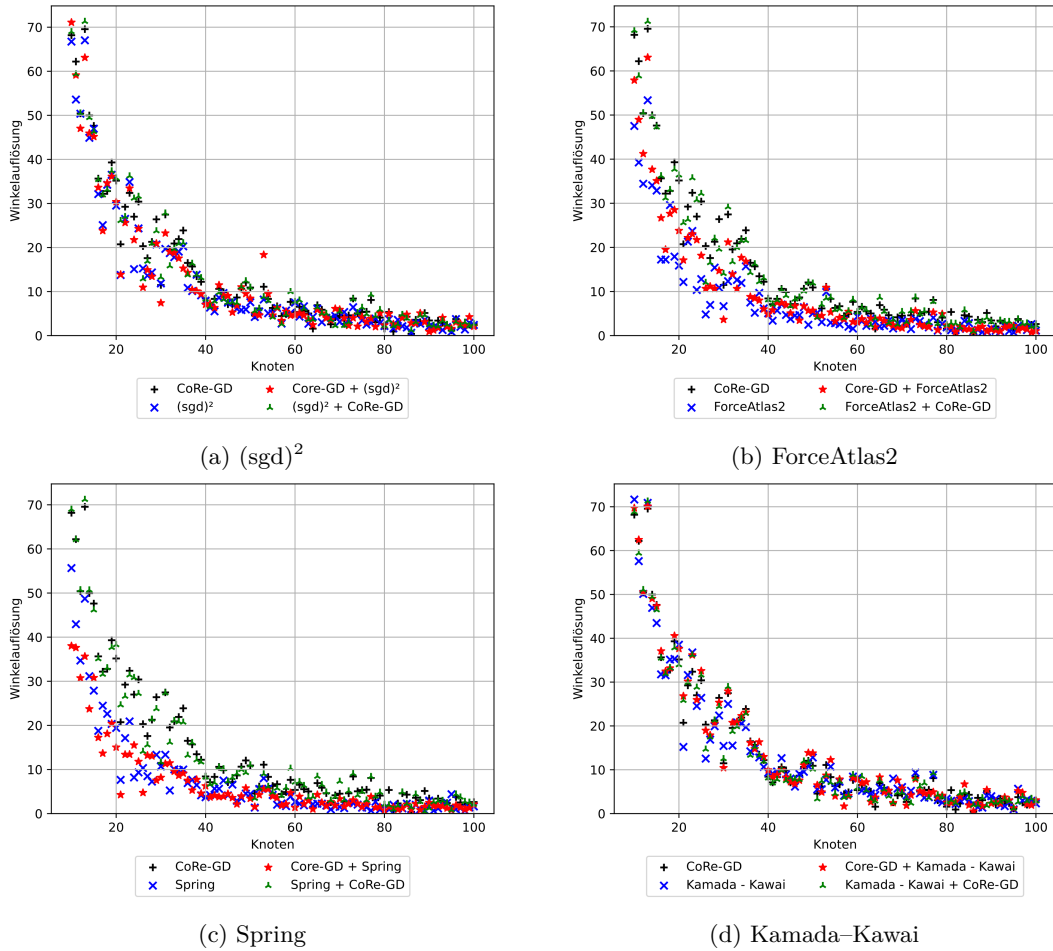 70
60
50
40
30
20
10
0
Winkelauflösung
20 40 60 80 100
Knoten
CoRe-GD
(sgd)²
Core-GD + (sgd)²
(sgd)² + CoRe-GD
(a) (sgd)²
70
60
50
40
30
20
10
0
Winkelauflösung
20 40 60 80 100
Knoten
CoRe-GD
ForceAtlas2
Core-GD + ForceAtlas2
ForceAtlas2 + CoRe-GD
(b) ForceAtlas2
70
60
50
40
30
20
10
0
Winkelauflösung
20 40 60 80 100
Knoten
CoRe-GD
Spring
Core-GD + Spring
Spring + CoRe-GD
(c) Spring
70
60
50
40
30
20
10
0
Winkelauflösung
20 40 60 80 100
Knoten
CoRe-GD
Kamada - Kawai
Core-GD + Kamada - Kawai
Kamada - Kawai + CoRe-GD
(d) Kamada–Kawai